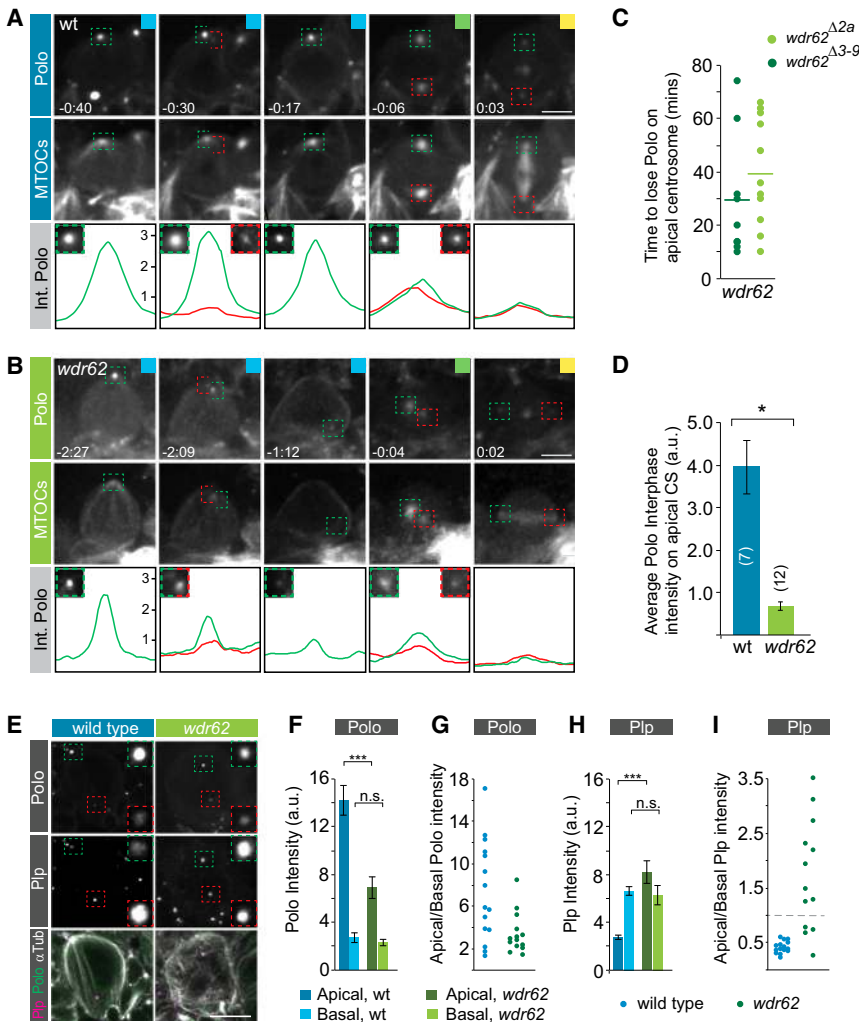 A
wt
Polo
-0:40
-0:30
-0:17
-0:06
0:03
MTOCs
Int. Polo
3
2
1
B
wdr62
Polo
-2:27
-2:09
-1:12
-0:04
0:02
MTOCs
Int. Polo
3
2
1
C
wdr62Δ2a
wdr62Δ3-9
Time to lose Polo on
apical centrosome (mins)
80
60
40
30
20
10
0
wdr62
D
Average Polo Interphase
intensity on apical CS (a.u.)
5.0
4.0
3.0
2.0
1.0
0
*
(7)
(12)
wt
wdr62
E
wild type
wdr62
Polo
Plp
Plp Polo αTub
F
Polo
Polo Intensity (a.u.)
16
12
8
4
0
***
n.s.
Apical, wt
Basal, wt
Apical, wdr62
Basal, wdr62
G
Polo
Apical/Basal Polo intensity
18
14
10
6
2
H
Plp
Plp Intensity (a.u.)
16
12
8
4
0
***
n.s.
I
Plp
Apical/Basal Plp intensity
3.5
2.5
1.5
0.5
wild type
wdr62